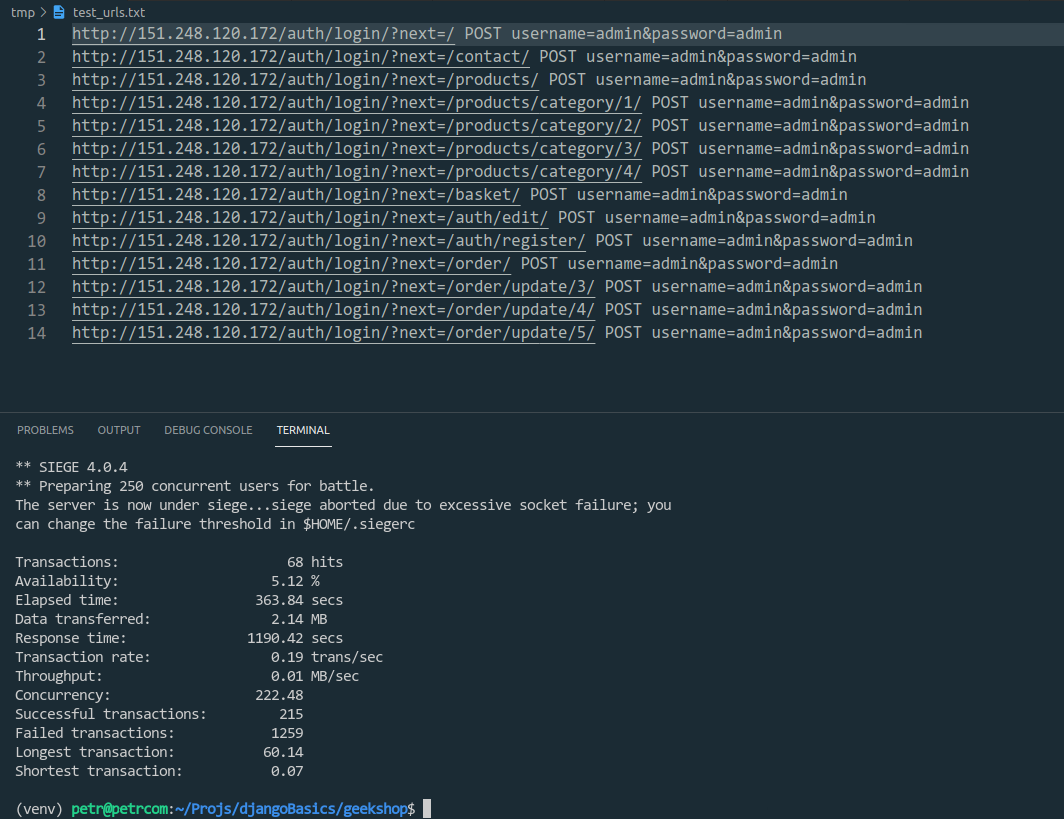 tmp > test_urls.txt
1 http://151.248.120.172/auth/login/?next=/ POST username=admin&password=admin
2 http://151.248.120.172/auth/login/?next=/contact/ POST username=admin&password=admin
3 http://151.248.120.172/auth/login/?next=/products/ POST username=admin&password=admin
4 http://151.248.120.172/auth/login/?next=/products/category/1/ POST username=admin&password=admin
5 http://151.248.120.172/auth/login/?next=/products/category/2/ POST username=admin&password=admin
6 http://151.248.120.172/auth/login/?next=/products/category/3/ POST username=admin&password=admin
7 http://151.248.120.172/auth/login/?next=/products/category/4/ POST username=admin&password=admin
8 http://151.248.120.172/auth/login/?next=/basket/ POST username=admin&password=admin
9 http://151.248.120.172/auth/login/?next=/auth/edit/ POST username=admin&password=admin
10 http://151.248.120.172/auth/login/?next=/auth/register/ POST username=admin&password=admin
11 http://151.248.120.172/auth/login/?next=/order/ POST username=admin&password=admin
12 http://151.248.120.172/auth/login/?next=/order/update/3/ POST username=admin&password=admin
13 http://151.248.120.172/auth/login/?next=/order/update/4/ POST username=admin&password=admin
14 http://151.248.120.172/auth/login/?next=/order/update/5/ POST username=admin&password=admin
PROBLEMS OUTPUT DEBUG CONSOLE TERMINAL
** SIEGE 4.0.4
** Preparing 250 concurrent users for battle.
The server is now under siege...siege aborted due to excessive socket failure; you
can change the failure threshold in $HOME/.siegerc
Transactions: 68 hits
Availability: 5.12 %
Elapsed time: 363.84 secs
Data transferred: 2.14 MB
Response time: 1190.42 secs
Transaction rate: 0.19 trans/sec
Throughput: 0.01 MB/sec
Concurrency: 222.48
Successful transactions: 215
Failed transactions: 1259
Longest transaction: 60.14
Shortest transaction: 0.07
(venv) petr@petrcom:~/Projs/djangoBasics/geekshop$